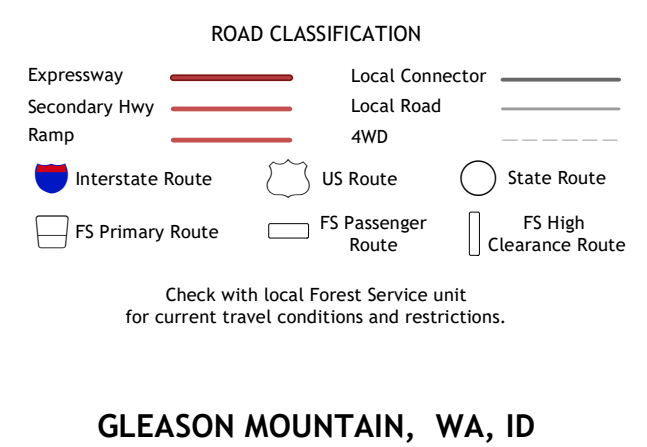 ROAD CLASSIFICATION
Expressway
Local Connector
Secondary Hwy
Local Road
Ramp
4WD
Interstate Route
US Route
State Route
FS Primary Route
FS Passenger
Route
FS High
Clearance Route
Check with local Forest Service unit
for current travel conditions and restrictions.
GLEASON MOUNTAIN, WA, ID